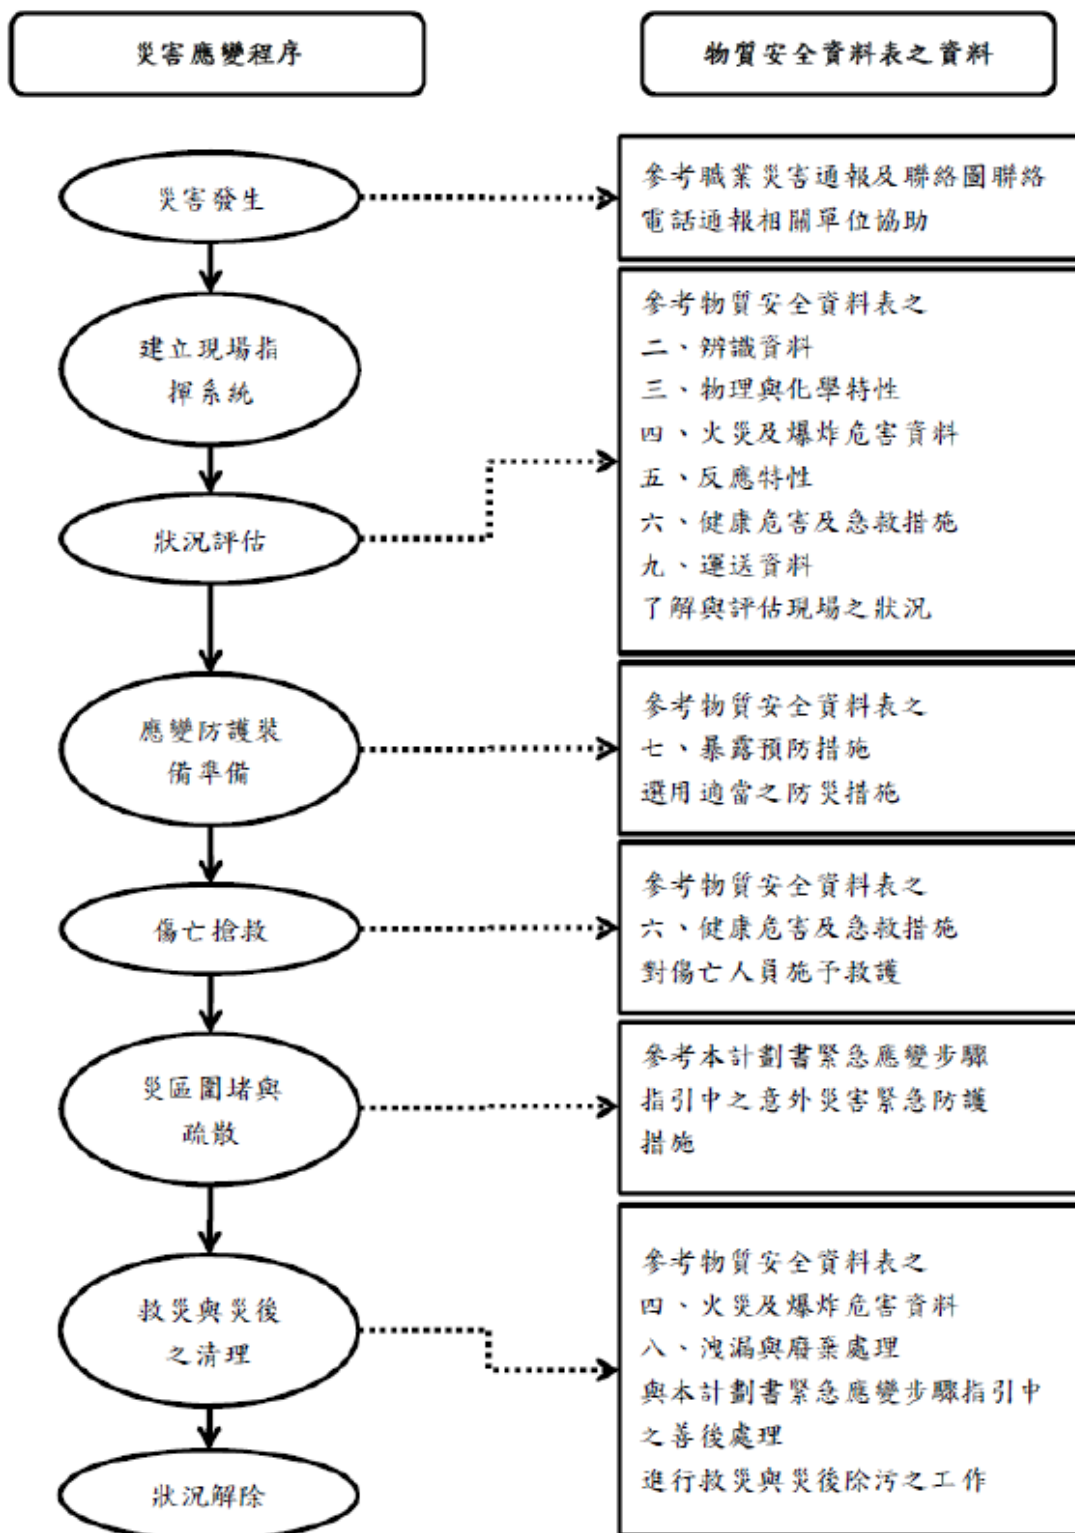 災害應變程序
物質安全資料表之資料
災害發生
參考職業災害通報及聯絡圖聯絡
電話通報相關單位協助
建立現場指
揮系統
狀況評估
參考物質安全資料表之
二、辨識資料
三、物理與化學特性
四、火災及爆炸危害資料
五、反應特性
六、健康危害及急救措施
九、運送資料
了解與評估現場之狀況
應變防護裝
備準備
參考物質安全資料表之
七、暴露預防措施
選用適當之防災措施
傷亡搶救
參考物質安全資料表之
六、健康危害及急救措施
對傷亡人員施予救護
災區圍堵與
疏散
參考本計劃書緊急應變步驟
指引中之意外災害緊急防護
措施
救災與災後
之清理
參考物質安全資料表之
四、火災及爆炸危害資料
八、洩漏與廢棄處理
與本計劃書緊急應變步驟指引中
之善後處理
進行救災與災後除污之工作
狀況解除